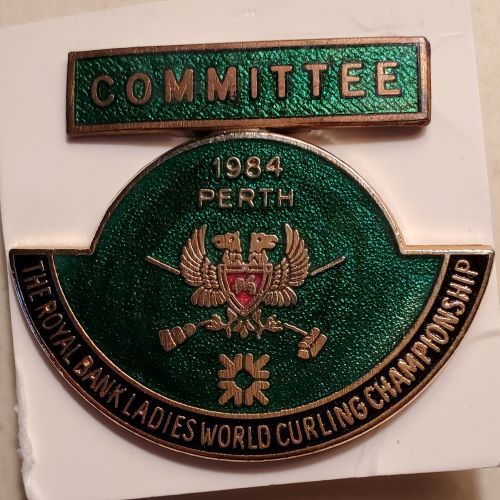 COMMITTEE
1984
PERTH
THE ROYAL BANK LADIES WORLD CURLING CHAMPIONSHIP